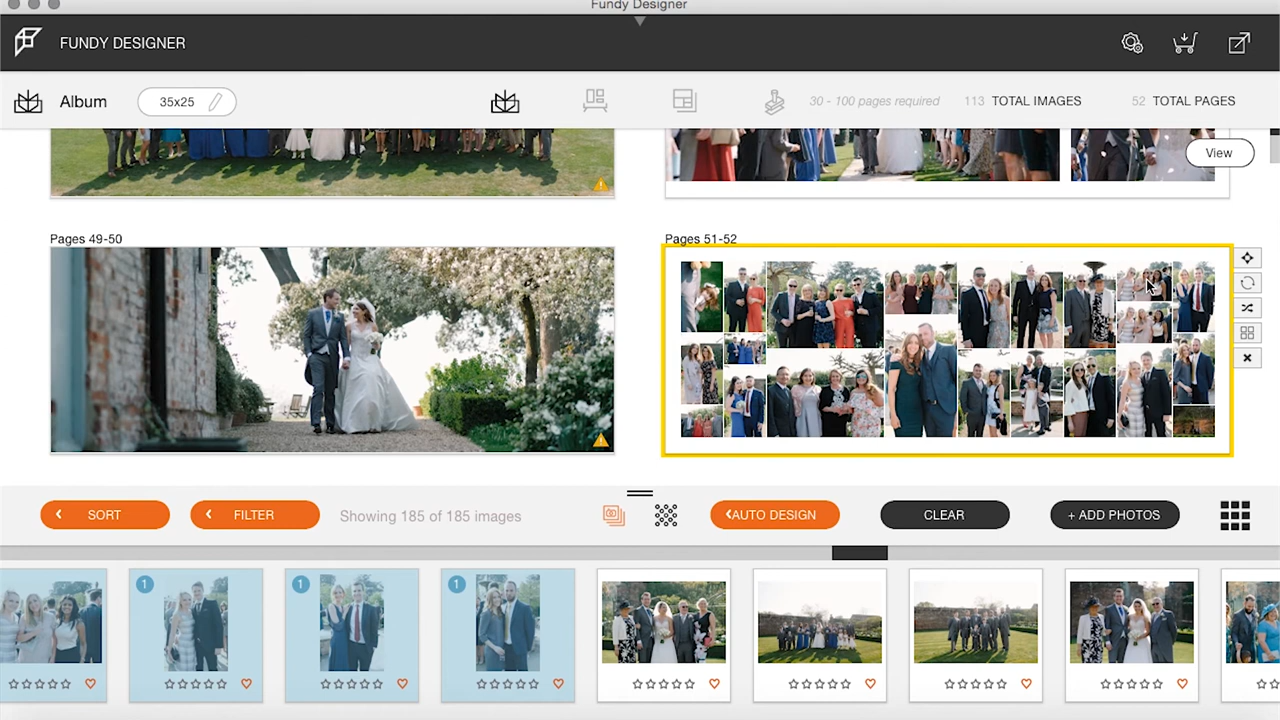 Fundy Designer
FUNDY DESIGNER
Album
35x25
30 - 100 pages required
113 TOTAL IMAGES
52 TOTAL PAGES
View
Pages 49-50
Pages 51-52
SORT
FILTER
Showing 185 of 185 images
AUTO DESIGN
CLEAR
+ ADD PHOTOS
1
1
1